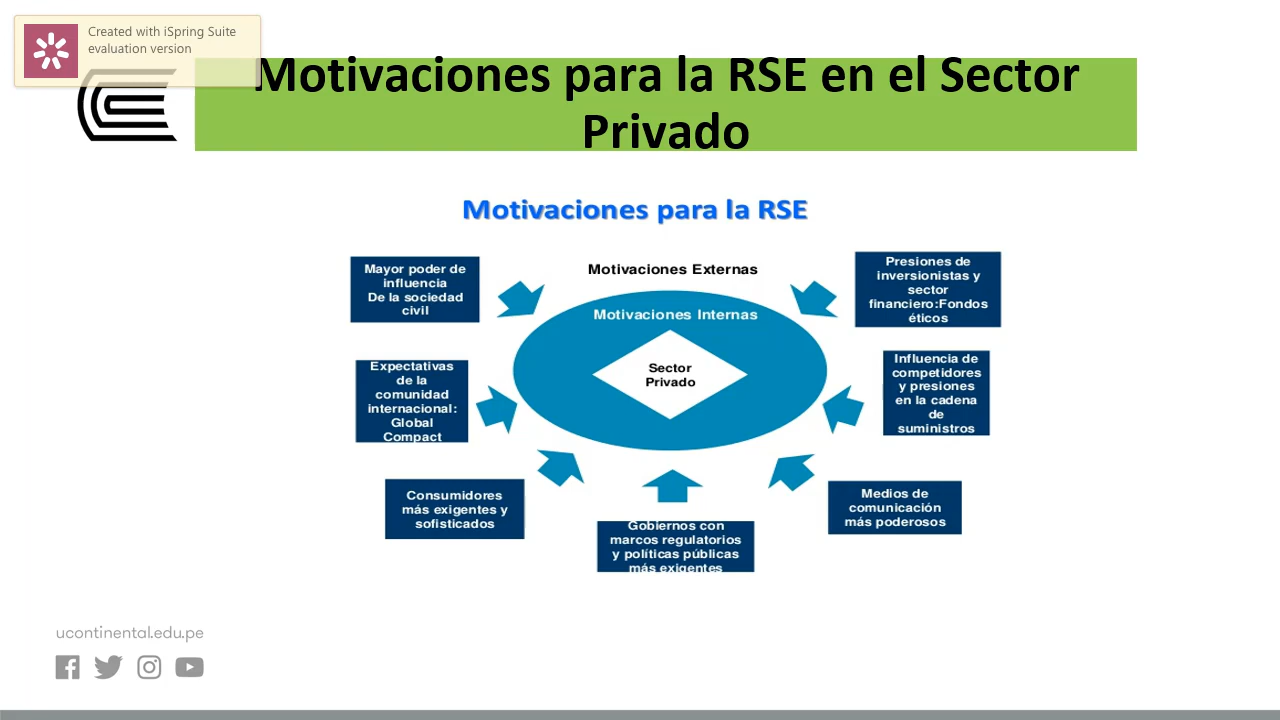 Created with iSpring Suite
evaluation version
Motivaciones para la RSE en el Sector
Privado
Motivaciones para la RSE
Mayor poder de
influencia
De la sociedad
civil
Motivaciones Externas
Presiones de
inversionistas y
sector
financiero:Fondos
éticos
Motivaciones Internas
Sector
Privado
Expectativas
de la
comunidad
internacional:
Global
Compact
Influencia de
competidores
y presiones
en la cadena
de
suministros
Consumidores
más exigentes y
sofisticados
Gobiernos con
marcos regulatorios
y políticas públicas
más exigentes
Medios de
comunicación
más poderosos
ucontinental.edu.pe